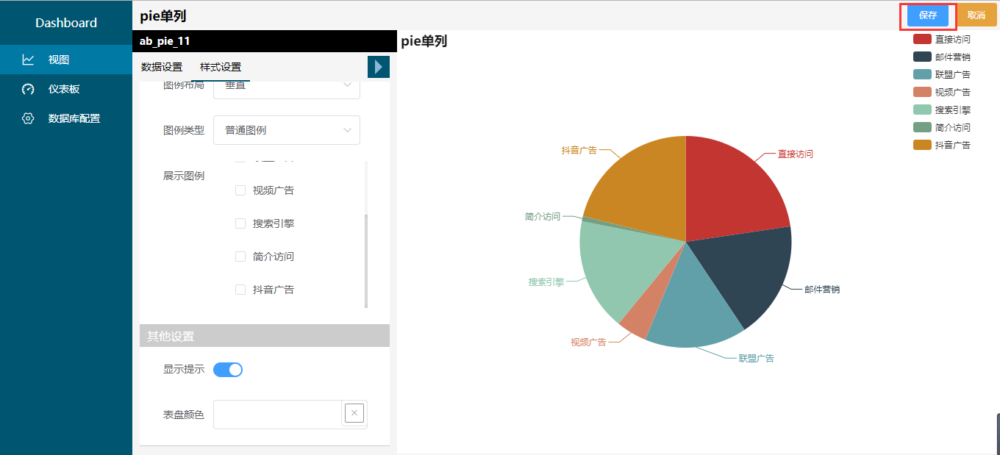 Dashboard
视图
仪表板
数据库配置
pie单列
保存
取消
ab_pie_11
数据设置
样式设置
图例布局
垂直
图例类型
普通图例
展示图例
视频广告
搜索引擎
简介访问
抖音广告
其他设置
显示提示
表盘颜色
pie单列
直接访问
邮件营销
联盟广告
视频广告
搜索引擎
简介访问
抖音广告
抖音广告
直接访问
简介访问
搜索引擎
邮件营销
视频广告
联盟广告